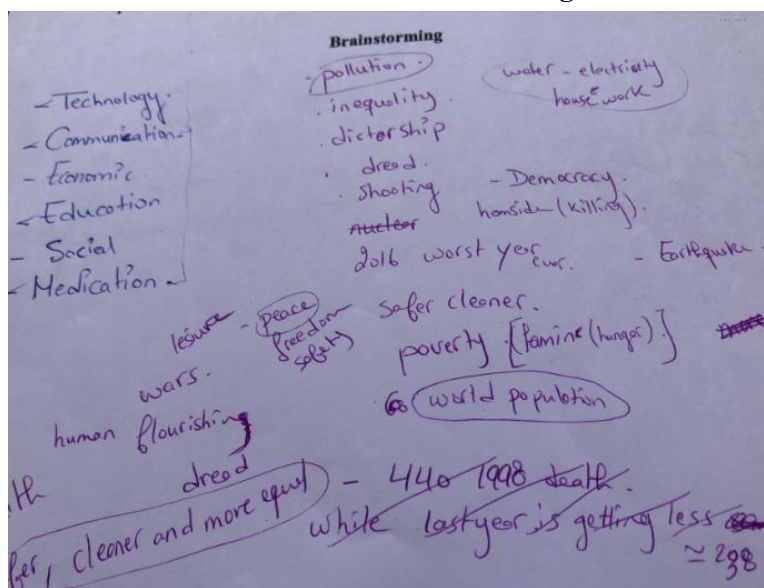 Brainstorming
- Technology.
- Communication
- Economic
- Education
- Social
- Medication
- pollution.
. inequality.
. dictership
. dread.
. shooting
nuclear
2016 worst year ever.
water - electricity
house work
- Democracy.
homside (killing).
- Earthquake.
lesiure - peace
freedom
safety
safer cleaner.
poverty. [famine (hunger)]
wars.
world population
human flourishing
dread
, cleaner and more equal
- 440 1998 death.
while last year, is getting less
≃ 238